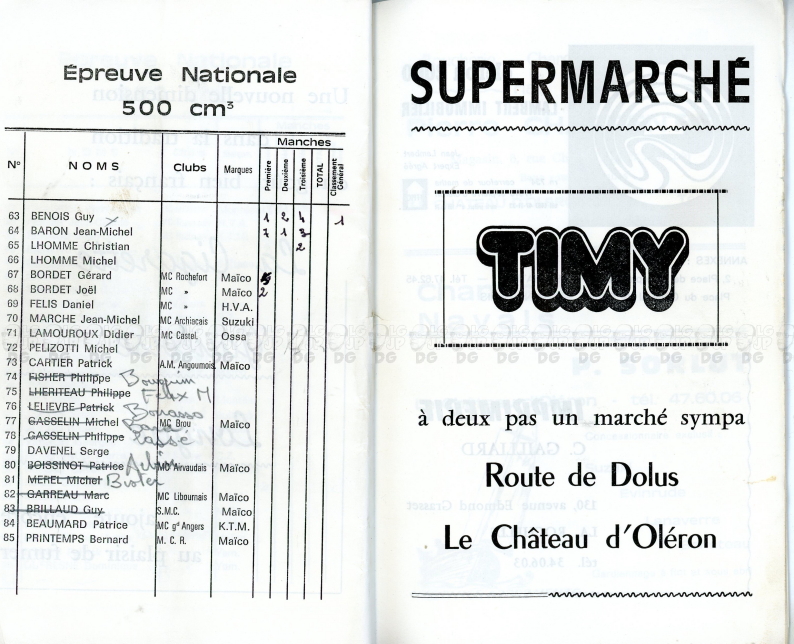 Épreuve Nationale
500 cm³
Manches
N° NOMS Clubs Marques Première Deuxième Troisième TOTAL Classement Général
63 BENOIS Guy 1 2 4 1
64 BARON Jean-Michel 7 1 3
65 LHOMME Christian 2
66 LHOMME Michel
67 BORDET Gérard MC Rochefort Maïco
68 BORDET Joël MC » Maïco 2
69 FELIS Daniel MC » H.V.A.
70 MARCHE Jean-Michel MC Archiacais Suzuki
71 LAMOUROUX Didier MC Castel. Ossa
72 PELIZOTTI Michel
73 CARTIER Patrick A.M. Angoumois Maïco
74 FISHER Philippe Bouquin
75 LHERITEAU Philippe Felix M
76 LELIEVRE Patrick
77 GASSELIN Michel MC Brou Maïco
78 GASSELIN Philippe
79 DAVENEL Serge
80 BOISSINOT Patrice MC Airvaudais Maïco
81 MEREL Michel
82 GARREAU Marc MC Libournais Maïco
83 BRILLAUD Guy S.M.C. Maïco
84 BEAUMARD Patrice MC gd Angers K.T.M.
85 PRINTEMPS Bernard M. C. R. Maïco
SUPERMARCHÉ
TIMY
à deux pas un marché sympa
Route de Dolus
Le Château d'Oléron